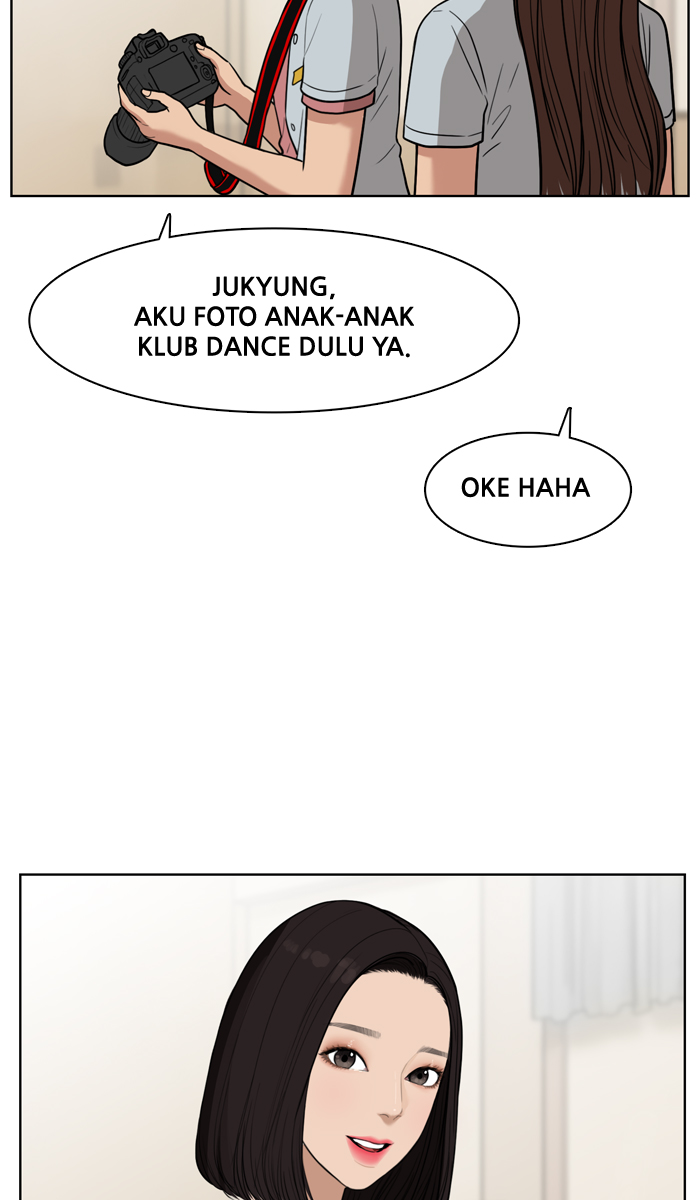 JUKYUNG,
AKU FOTO ANAK-ANAK
KLUB DANCE DULU YA.
OKE HAHA